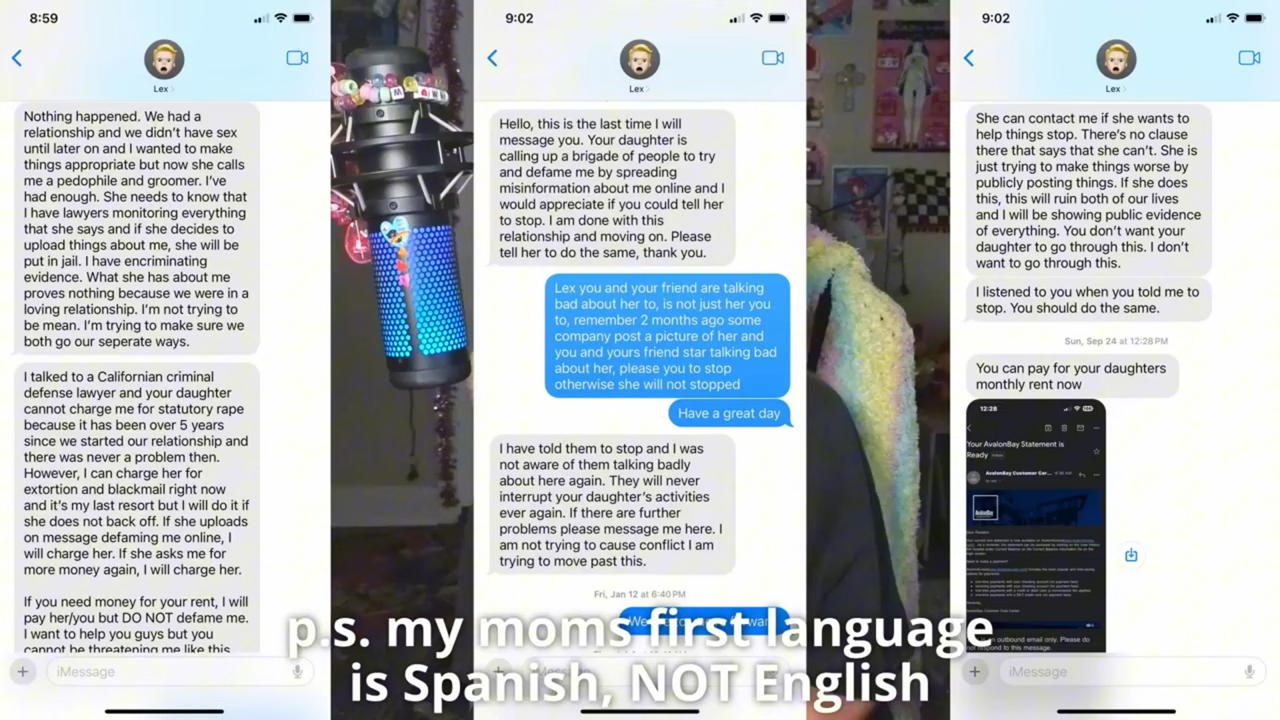 8:59
Lex
Nothing happened. We had a
relationship and we didn't have sex
until later on and I wanted to make
things appropriate but now she calls
me a pedophile and groomer. I've
had enough. She needs to know that
I have lawyers monitoring everything
that she says and if she decides to
upload things about me, she will be
put in jail. I have encriminating
evidence. What she has about me
proves nothing because we were in a
loving relationship. I'm not trying to
be mean. I'm trying to make sure we
both go our seperate ways.
I talked to a Californian criminal
defense lawyer and your daughter
cannot charge me for statutory rape
because it has been over 5 years
since we started our relationship and
there was never a problem then.
However, I can charge her for
extortion and blackmail right now
and it's my last resort but I will do it if
she does not back off. If she uploads
on message defaming me online, I
will charge her. If she asks me for
more money again, I will charge her.
If you need money for your rent, I will
pay her/you but DO NOT defame me.
I want to help you guys but you
cannot be threatening me like this
iMessage
9:02
Lex
Hello, this is the last time I will
message you. Your daughter is
calling up a brigade of people to try
and defame me by spreading
misinformation about me online and I
would appreciate if you could tell her
to stop. I am done with this
relationship and moving on. Please
tell her to do the same, thank you.
Lex you and your friend are talking
bad about her to, is not just her you
to, remember 2 months ago some
company post a picture of her and
you and yours friend star talking bad
about her, please you to stop
otherwise she will not stopped
Have a great day
I have told them to stop and I was
not aware of them talking badly
about here again. They will never
interrupt your daughter's activities
ever again. If there are further
problems please message me here. I
am not trying to cause conflict I am
trying to move past this.
Fri, Jan 12 at 6:40 PM
9:02
Lex
She can contact me if she wants to
help things stop. There's no clause
there that says that she can't. She is
just trying to make things worse by
publicly posting things. If she does
this, this will ruin both of our lives
and I will be showing public evidence
of everything. You don't want your
daughter to go through this. I don't
want to go through this.
I listened to you when you told me to
stop. You should do the same.
Sun, Sep 24 at 12:28 PM
You can pay for your daughters
monthly rent now
12:28
Your AvalonBay Statement is
Ready
AvalonBay Customer Car...
AvalonBay
an outbound email only. Please do
not respond to this message.
iMessage
p.s. my moms first language
is Spanish, NOT English